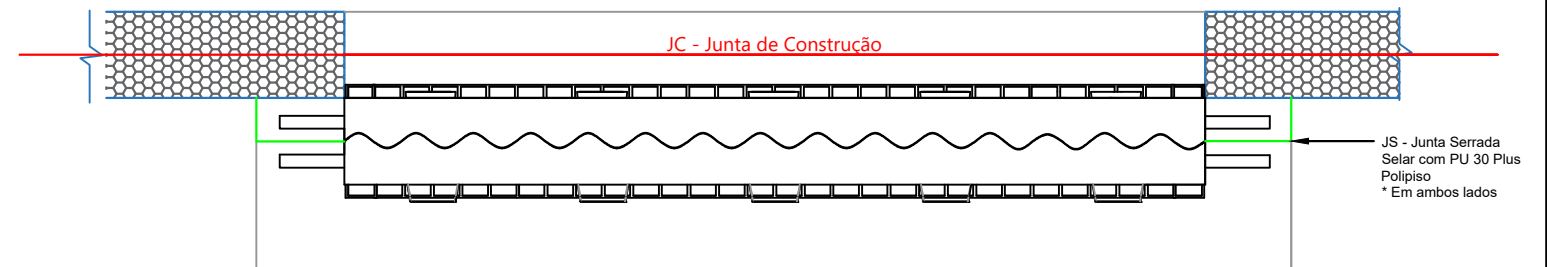 JC - Junta de Construção
JS - Junta Serrada
Selar com PU 30 Plus
Polipiso
* Em ambos lados